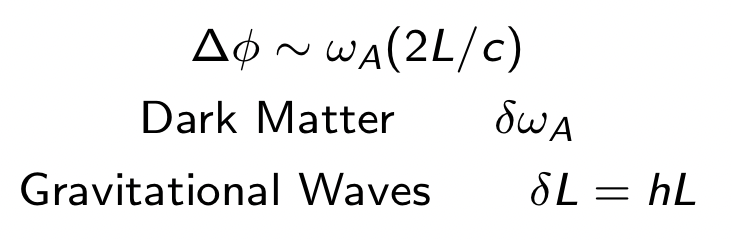 Δϕ ∼ ω_A(2L/c)
Dark Matter δω_A
Gravitational Waves δL = hL